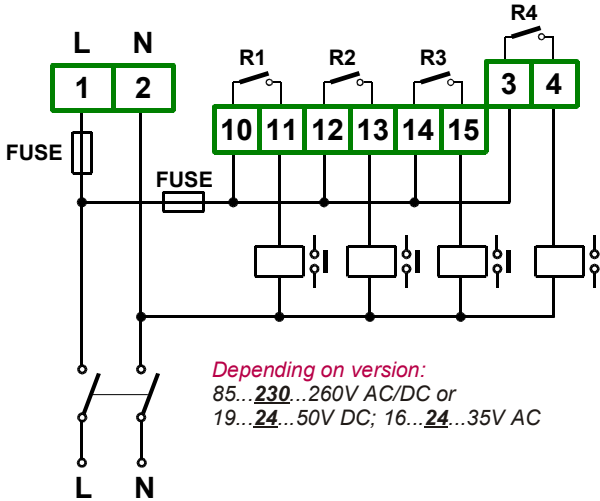 R4
L N
R1 R2 R3
1 2
3 4
10 11 12 13 14 15
FUSE
FUSE
Depending on version:
85...230...260V AC/DC or
19...24...50V DC; 16...24...35V AC
L N